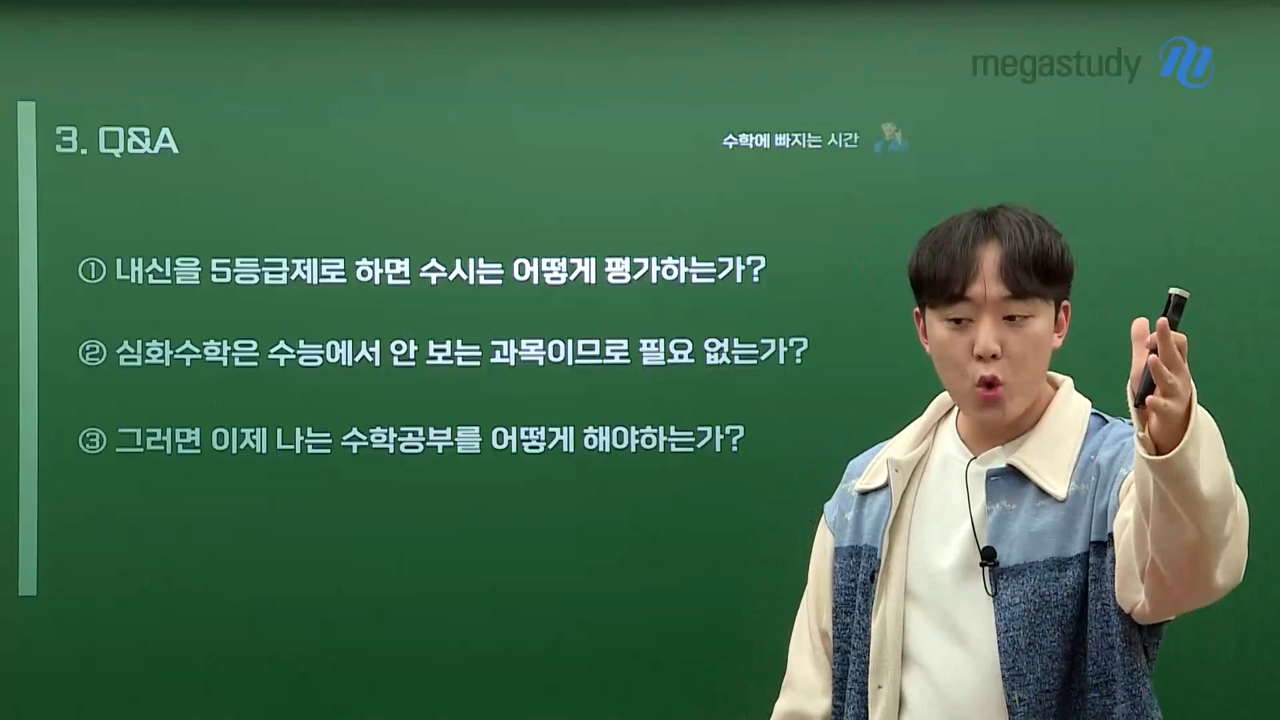 megastudy
3. Q&A
수학에 빠지는 시간
① 내신을 5등급제로 하면 수시는 어떻게 평가하는가?
② 심화수학은 수능에서 안 보는 과목이므로 필요 없는가?
③ 그러면 이제 나는 수학공부를 어떻게 해야하는가?